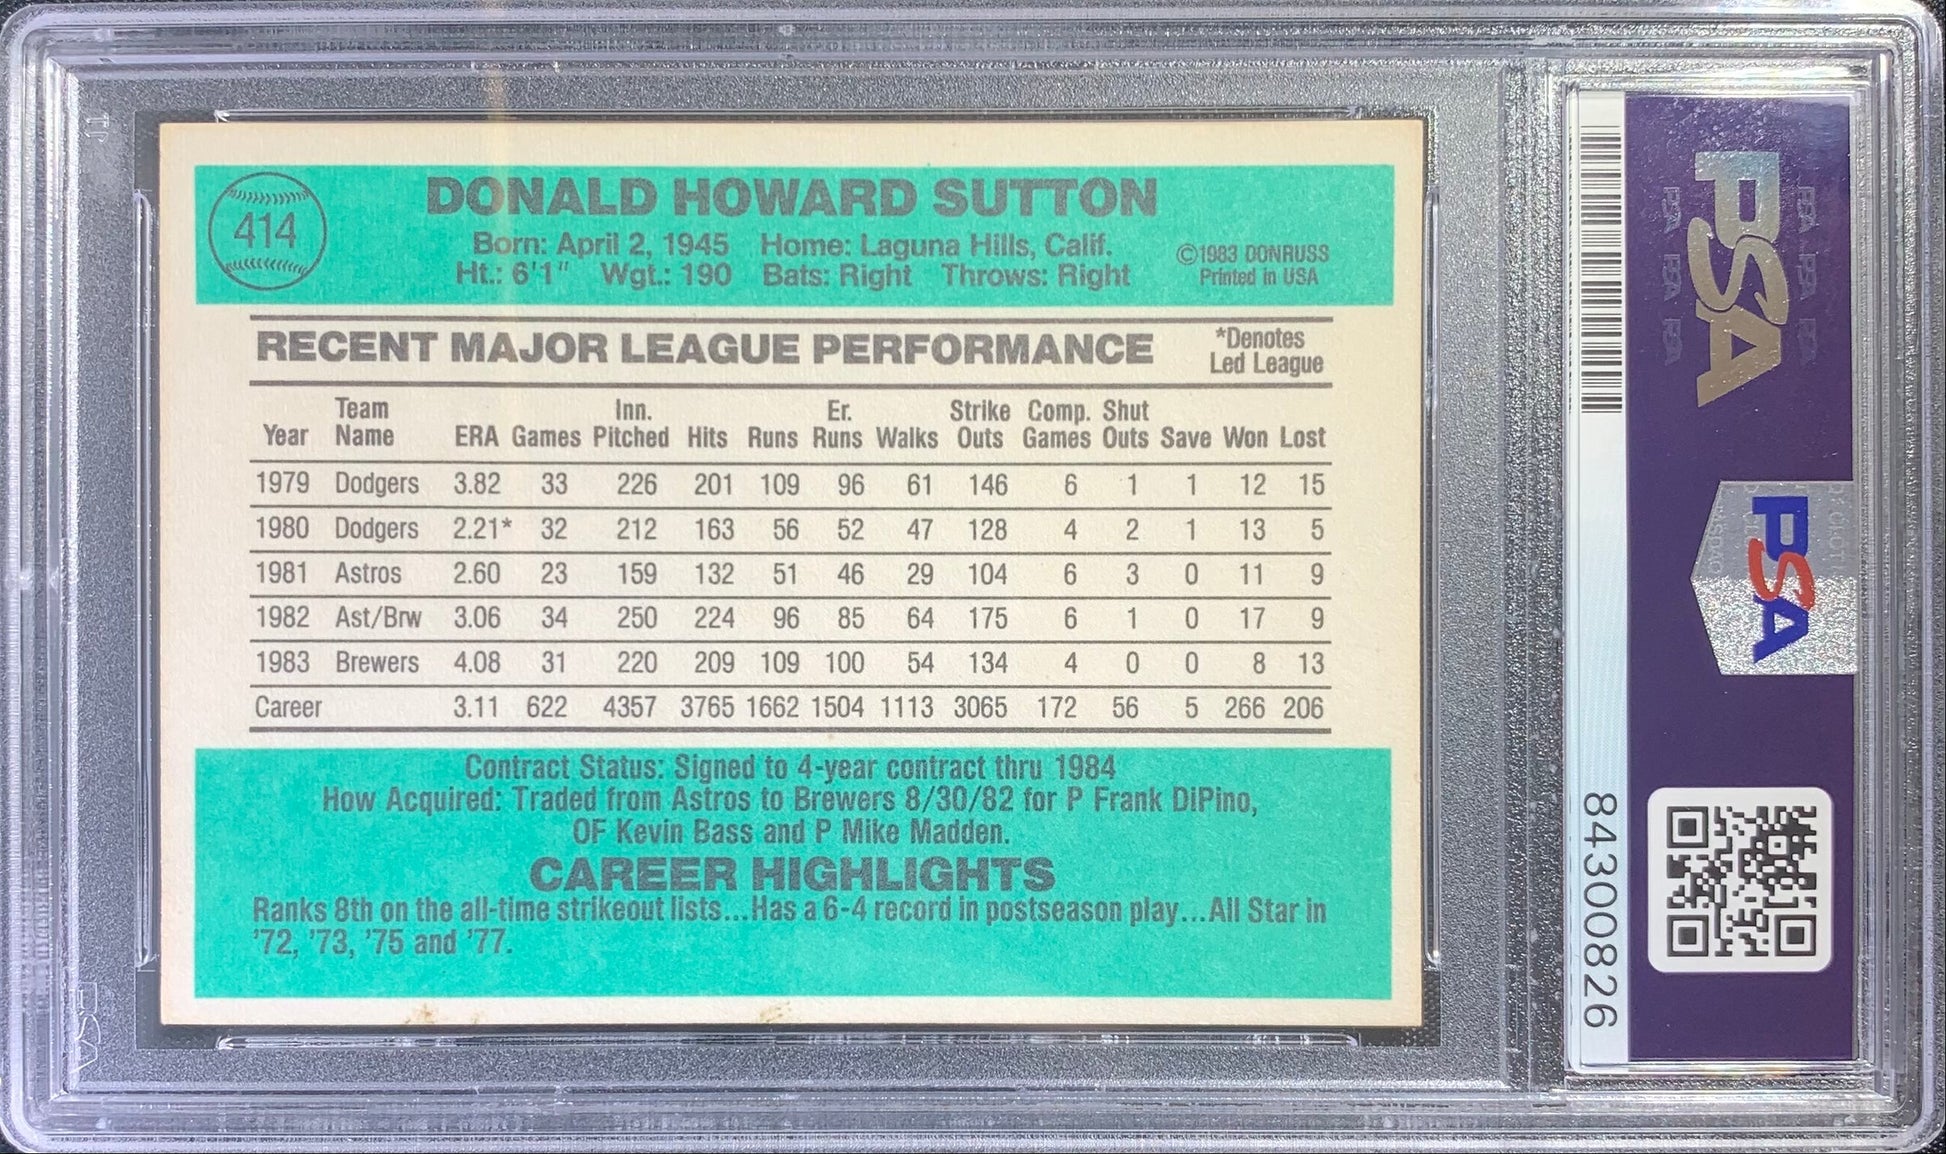 414
DONALD HOWARD SUTTON
Born: April 2, 1945 Home: Laguna Hills, Calif.
Ht.: 6'1" Wgt.: 190 Bats: Right Throws: Right
©1983 DONRUSS
Printed in USA
RECENT MAJOR LEAGUE PERFORMANCE
*Denotes
Led League
Team Inn. Er. Strike Comp. Shut
Year Name ERA Games Pitched Hits Runs Runs Walks Outs Games Outs Save Won Lost
1979 Dodgers 3.82 33 226 201 109 96 61 146 6 1 1 12 15
1980 Dodgers 2.21* 32 212 163 56 52 47 128 4 2 1 13 5
1981 Astros 2.60 23 159 132 51 46 29 104 6 3 0 11 9
1982 Ast/Brw 3.06 34 250 224 96 85 64 175 6 1 0 17 9
1983 Brewers 4.08 31 220 209 109 100 54 134 4 0 0 8 13
Career 3.11 622 4357 3765 1662 1504 1113 3065 172 56 5 266 206
Contract Status: Signed to 4-year contract thru 1984
How Acquired: Traded from Astros to Brewers 8/30/82 for P Frank DiPino,
OF Kevin Bass and P Mike Madden.
CAREER HIGHLIGHTS
Ranks 8th on the all-time strikeout lists...Has a 6-4 record in postseason play...All Star in
'72, '73, '75 and '77.
PSA
PSA PSA PSA
PSA PSA PSA
PSA
84300826
PSA